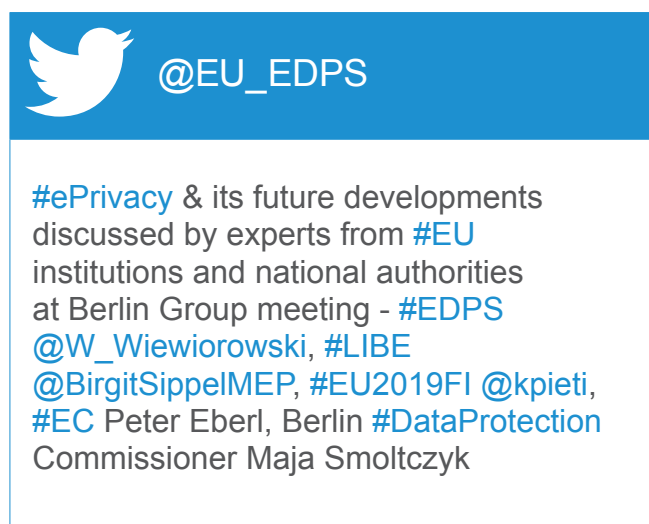 @EU_EDPS
#ePrivacy & its future developments
discussed by experts from #EU
institutions and national authorities
at Berlin Group meeting - #EDPS
@W_Wiewiorowski, #LIBE
@BirgitSippelMEP, #EU2019FI @kpieti,
#EC Peter Eberl, Berlin #DataProtection
Commissioner Maja Smoltczyk